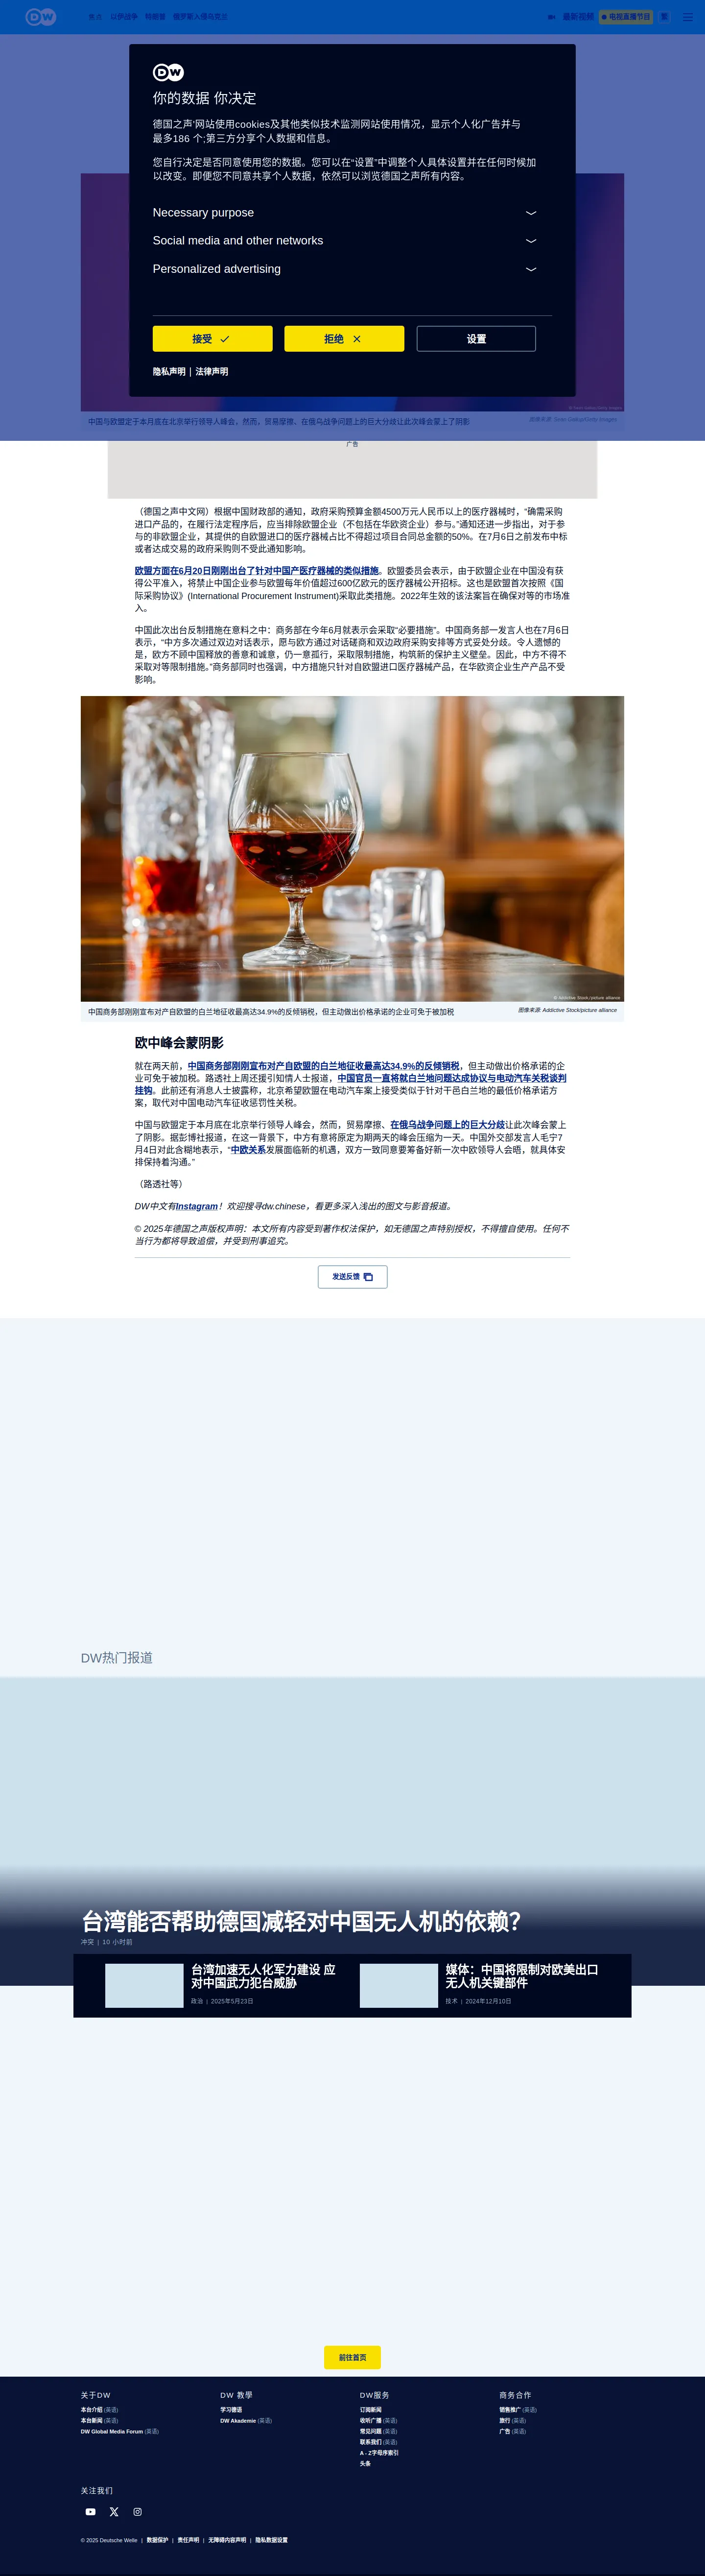 DW
焦点 以伊战争 特朗普 俄罗斯入侵乌克兰
最新视频 电视直播节目 繁
DW
你的数据 你决定
德国之声'网站使用cookies及其他类似技术监测网站使用情况，显示个人化广告并与
最多186 个;第三方分享个人数据和信息。
您自行决定是否同意使用您的数据。您可以在“设置”中调整个人具体设置并在任何时候加
以改变。即便您不同意共享个人数据，依然可以浏览德国之声所有内容。
Necessary purpose
Social media and other networks
Personalized advertising
接受
拒绝
设置
隐私声明 | 法律声明
中国与欧盟定于本月底在北京举行领导人峰会，然而，贸易摩擦、在俄乌战争问题上的巨大分歧让此次峰会蒙上了阴影
图像来源: Sean Gallup/Getty Images
广告
（德国之声中文网）根据中国财政部的通知，政府采购预算金额4500万元人民币以上的医疗器械时，“确需采购
进口产品的，在履行法定程序后，应当排除欧盟企业（不包括在华欧资企业）参与。”通知还进一步指出，对于参
与的非欧盟企业，其提供的自欧盟进口的医疗器械占比不得超过项目合同总金额的50%。在7月6日之前发布中标
或者达成交易的政府采购则不受此通知影响。
欧盟方面在6月20日刚刚出台了针对中国产医疗器械的类似措施。欧盟委员会表示，由于欧盟企业在中国没有获
得公平准入，将禁止中国企业参与欧盟每年价值超过600亿欧元的医疗器械公开招标。这也是欧盟首次按照《国
际采购协议》(International Procurement Instrument)采取此类措施。2022年生效的该法案旨在确保对等的市场准
入。
中国此次出台反制措施在意料之中：商务部在今年6月就表示会采取“必要措施”。中国商务部一发言人也在7月6日
表示，“中方多次通过双边对话表示，愿与欧方通过对话磋商和双边政府采购安排等方式妥处分歧。令人遗憾的
是，欧方不顾中国释放的善意和诚意，仍一意孤行，采取限制措施，构筑新的保护主义壁垒。因此，中方不得不
采取对等限制措施。”商务部同时也强调，中方措施只针对自欧盟进口医疗器械产品，在华欧资企业生产产品不受
影响。
© Addictive Stock/picture alliance
中国商务部刚刚宣布对产自欧盟的白兰地征收最高达34.9%的反倾销税，但主动做出价格承诺的企业可免于被加税
图像来源: Addictive Stock/picture alliance
欧中峰会蒙阴影
就在两天前，中国商务部刚刚宣布对产自欧盟的白兰地征收最高达34.9%的反倾销税，但主动做出价格承诺的企
业可免于被加税。路透社上周还援引知情人士报道，中国官员一直将就白兰地问题达成协议与电动汽车关税谈判
挂钩。此前还有消息人士披露称，北京希望欧盟在电动汽车案上接受类似于针对干邑白兰地的最低价格承诺方
案，取代对中国电动汽车征收惩罚性关税。
中国与欧盟定于本月底在北京举行领导人峰会，然而，贸易摩擦、在俄乌战争问题上的巨大分歧让此次峰会蒙上
了阴影。据彭博社报道，在这一背景下，中方有意将原定为期两天的峰会压缩为一天。中国外交部发言人毛宁7
月4日对此含糊地表示，“中欧关系发展面临新的机遇，双方一致同意要筹备好新一次中欧领导人会晤，就具体安
排保持着沟通。”
（路透社等）
DW中文有Instagram！欢迎搜寻dw.chinese，看更多深入浅出的图文与影音报道。
© 2025年德国之声版权声明：本文所有内容受到著作权法保护，如无德国之声特别授权，不得擅自使用。任何不
当行为都将导致追偿，并受到刑事追究。
发送反馈
DW热门报道
台湾能否帮助德国减轻对中国无人机的依赖？
冲突 | 10 小时前
台湾加速无人化军力建设 应
对中国武力犯台威胁
政治 | 2025年5月23日
媒体：中国将限制对欧美出口
无人机关键部件
技术 | 2024年12月10日
前往首页
关于DW
本台介绍 (英语)
本台新闻 (英语)
DW Global Media Forum (英语)
DW 教學
学习德语
DW Akademie (英语)
DW服务
订阅新闻
收听广播 (英语)
常见问题 (英语)
联系我们 (英语)
A - Z字母序索引
头条
商务合作
销售推广 (英语)
旅行 (英语)
广告 (英语)
关注我们
© 2025 Deutsche Welle | 数据保护 | 责任声明 | 无障碍内容声明 | 隐私数据设置